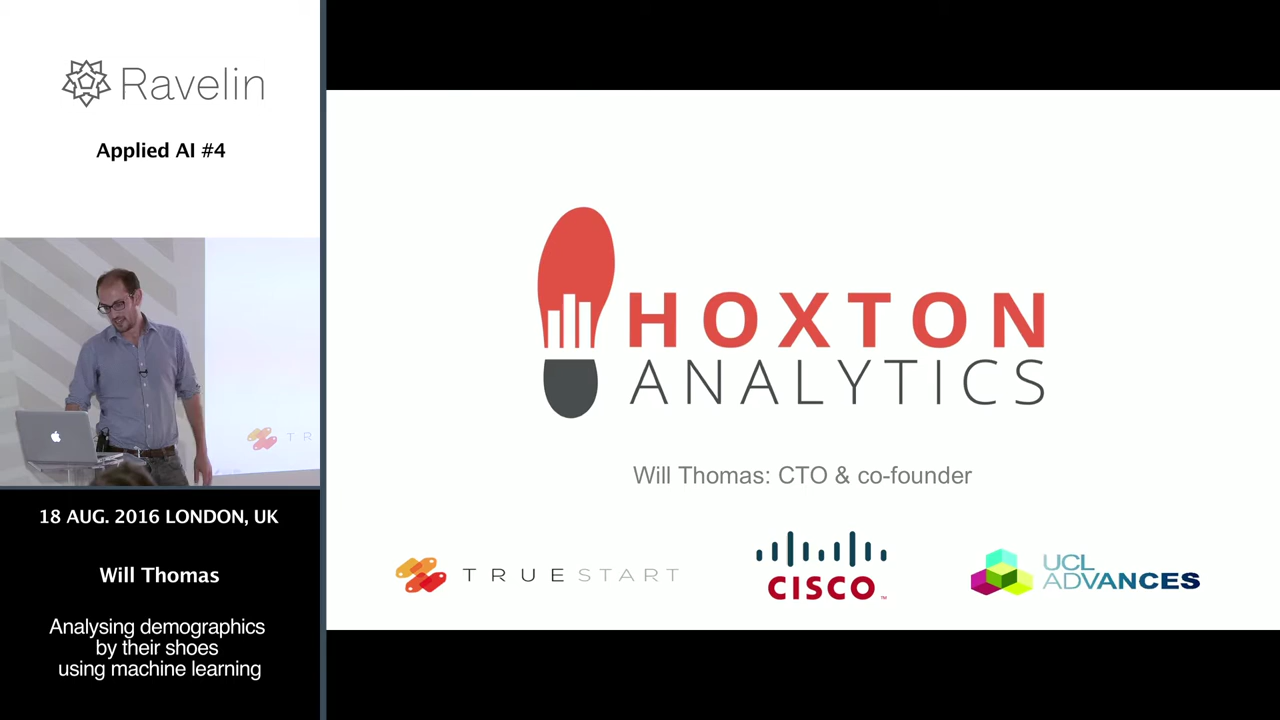 Ravelin
Applied AI #4
T R
18 AUG. 2016 LONDON, UK
Will Thomas
Analysing demographics
by their shoes
using machine learning
HOXTON
ANALYTICS
Will Thomas: CTO & co-founder
TRUESTART
CISCO™
UCL
ADVANCES